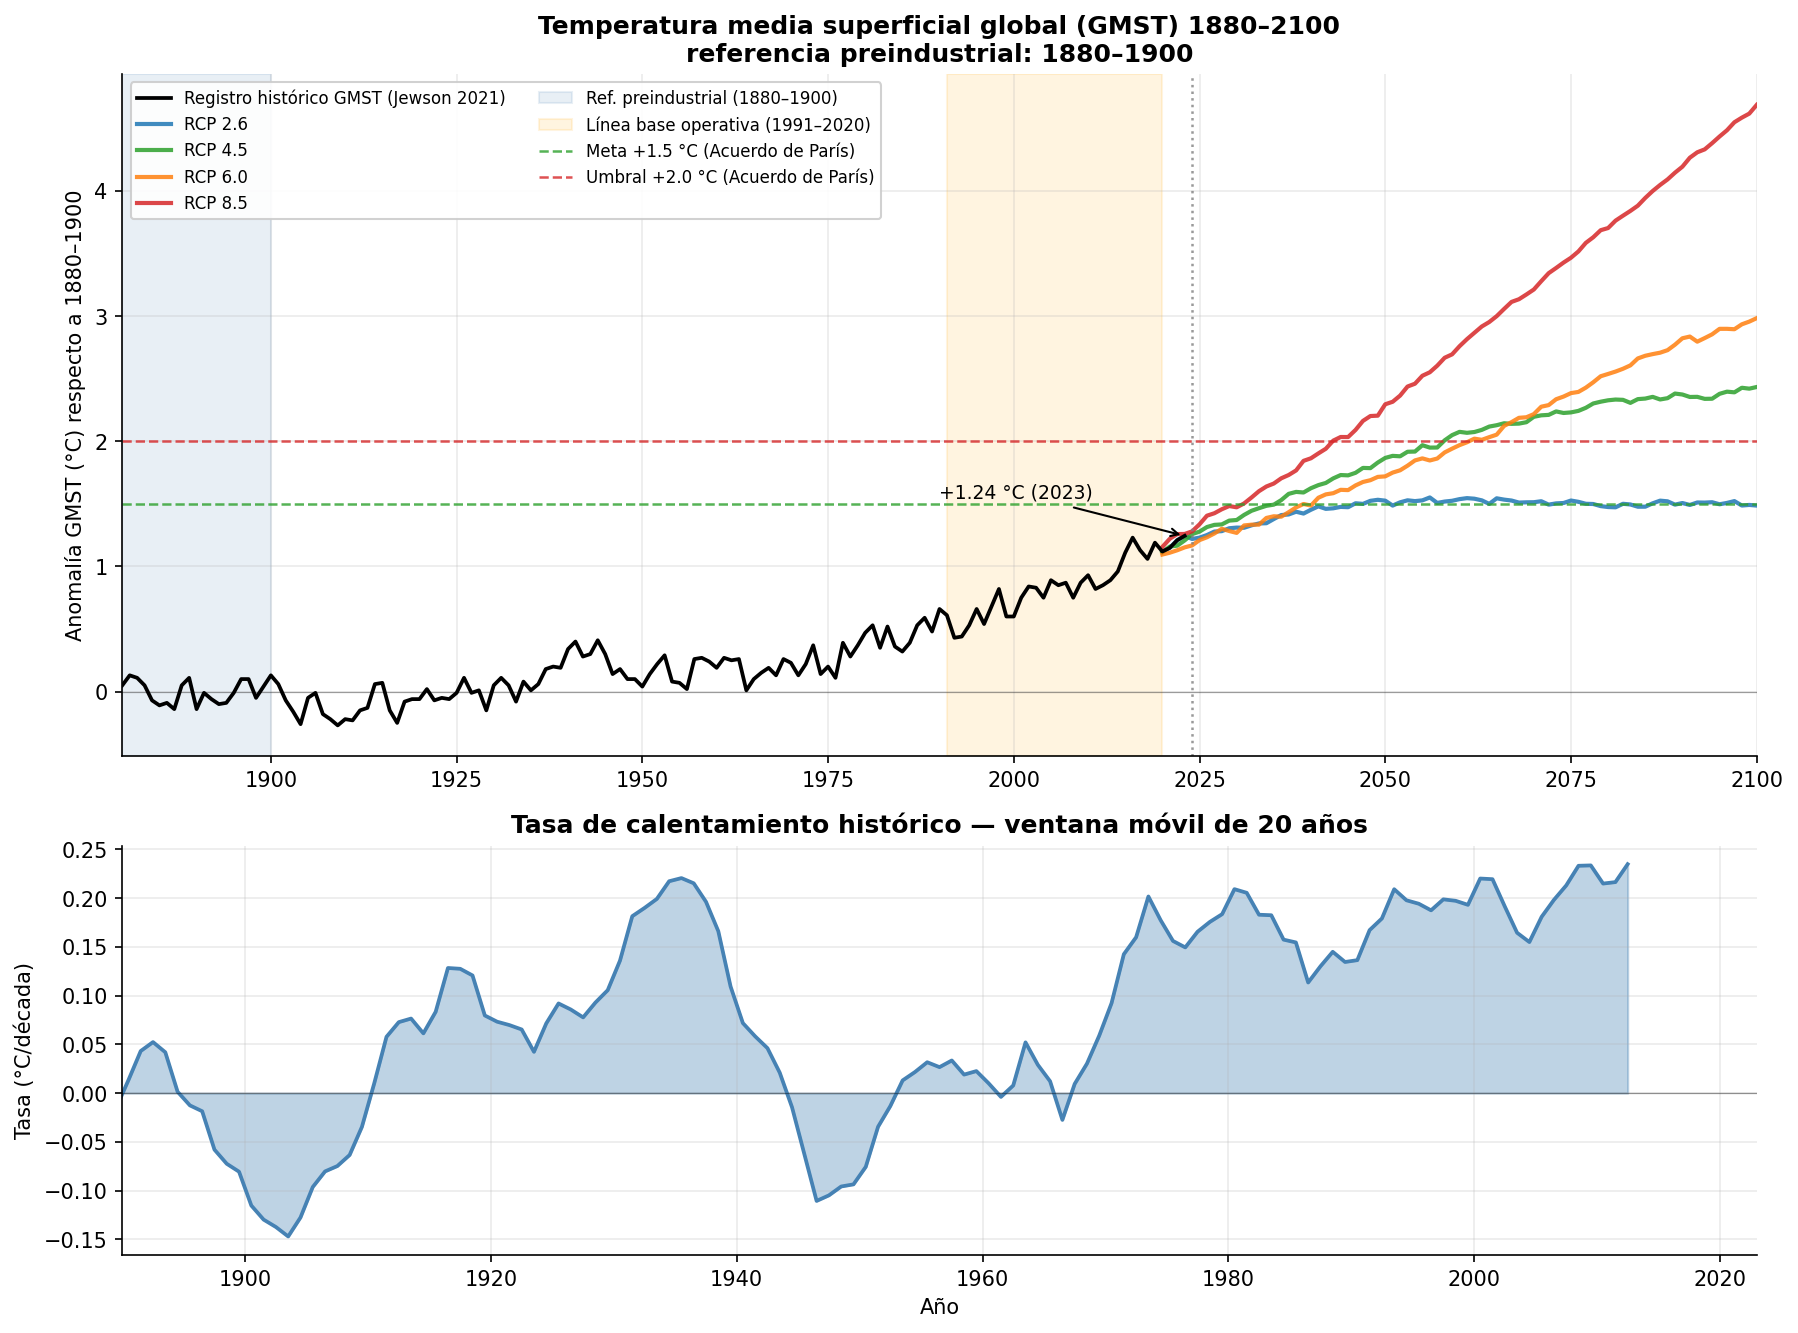 Temperatura media superficial global (GMST) 1880–2100
referencia preindustrial: 1880–1900
Registro histórico GMST (Jewson 2021)
RCP 2.6
RCP 4.5
RCP 6.0
RCP 8.5
Ref. preindustrial (1880–1900)
Línea base operativa (1991–2020)
Meta +1.5 °C (Acuerdo de París)
Umbral +2.0 °C (Acuerdo de París)
Anomalía GMST (°C) respecto a 1880–1900
4
3
2
1
0
+1.24 °C (2023)
1900 1925 1950 1975 2000 2025 2050 2075 2100
Tasa de calentamiento histórico — ventana móvil de 20 años
Tasa (°C/década)
0.25
0.20
0.15
0.10
0.05
0.00
−0.05
−0.10
−0.15
1900 1920 1940 1960 1980 2000 2020
Año